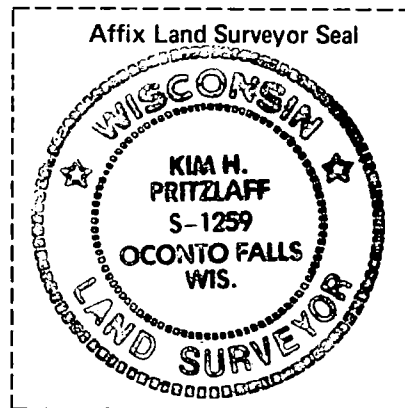 Affix Land Surveyor Seal
WISCONSIN
KIM H.
PRITZLAFF
S-1259
OCONTO FALLS
WIS.
LAND SURVEYOR